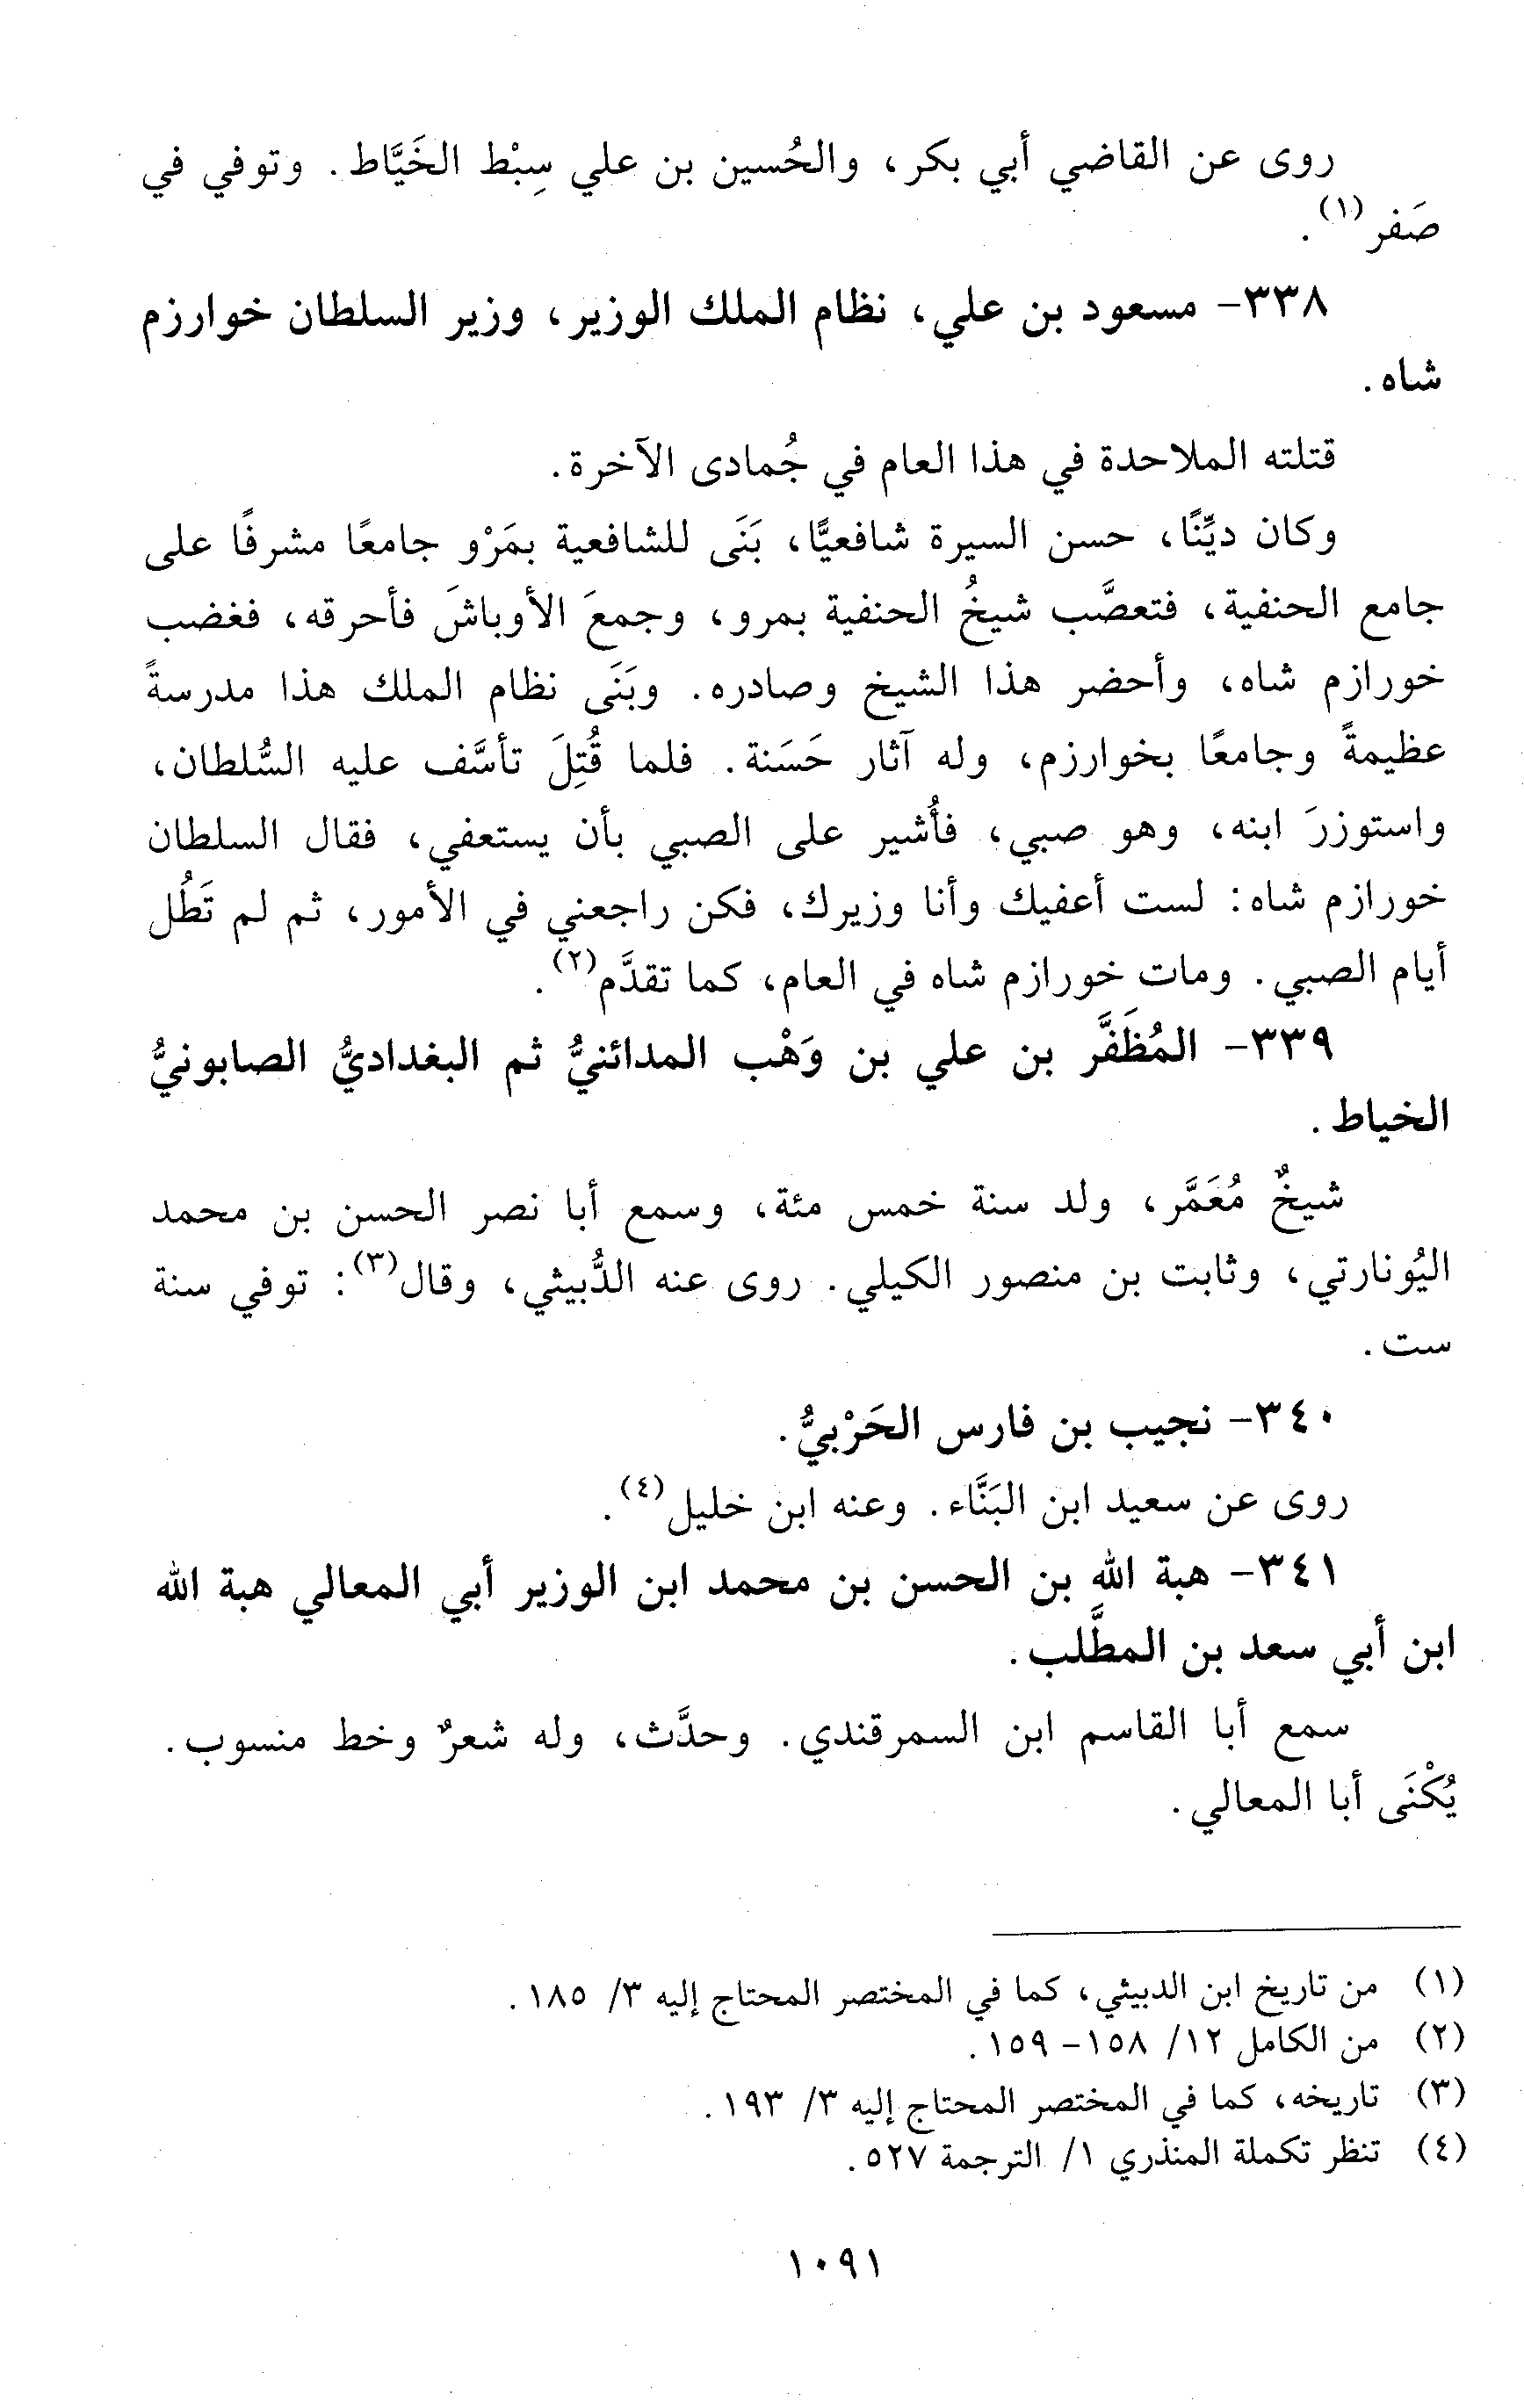 روى عن القاضي أبي بكر، والحُسين بن علي سِبْط الخَيَّاط. وتوفي في
صَفر(١).
٣٣٨- مسعود بن علي، نظام الملك الوزير، وزير السلطان خوارزم
شاه.
قتلته الملاحدة في هذا العام في جُمادى الآخرة.
وكان ديِّنًا، حسن السيرة شافعيًّا، بَنَى للشافعية بمَرْو جامعًا مشرفًا على
جامع الحنفية، فتعصَّب شيخُ الحنفية بمرو، وجمعَ الأوباشَ فأحرقه، فغضب
خورازم شاه، وأحضر هذا الشيخ وصادره. وبَنَى نظام الملك هذا مدرسةً
عظيمةً وجامعًا بخوارزم، وله آثار حَسَنة. فلما قُتِلَ تأسَّف عليه السُّلطان،
واستوزرَ ابنه، وهو صبي، فأُشير على الصبي بأن يستعفي، فقال السلطان
خورازم شاه: لست أعفيك وأنا وزيرك، فكن راجعني في الأمور، ثم لم تَطُل
أيام الصبي. ومات خورازم شاه في العام، كما تقدَّم(٢).
٣٣٩- المُظَفَّر بن علي بن وَهْب المدائنيُّ ثم البغداديُّ الصابونيُّ
الخياط.
شيخٌ مُعَمَّر، ولد سنة خمس مئة، وسمع أبا نصر الحسن بن محمد
اليُونارتي، وثابت بن منصور الكيلي. روى عنه الدُّبيثي، وقال(٣): توفي سنة
ست.
٣٤٠- نجيب بن فارس الحَرْبيُّ.
روى عن سعيد ابن البَنَّاء. وعنه ابن خليل(٤).
٣٤١- هبة الله بن الحسن بن محمد ابن الوزير أبي المعالي هبة الله
ابن أبي سعد بن المطَّلب.
سمع أبا القاسم ابن السمرقندي. وحدَّث، وله شعرٌ وخط منسوب.
يُكْنَى أبا المعالي.
(١) من تاريخ ابن الدبيثي، كما في المختصر المحتاج إليه ٣/ ١٨٥.
(٢) من الكامل ١٢/ ١٥٨- ١٥٩.
(٣) تاريخه، كما في المختصر المحتاج إليه ٣/ ١٩٣.
(٤) تنظر تكملة المنذري ١/ الترجمة ٥٢٧.
١٠٩١